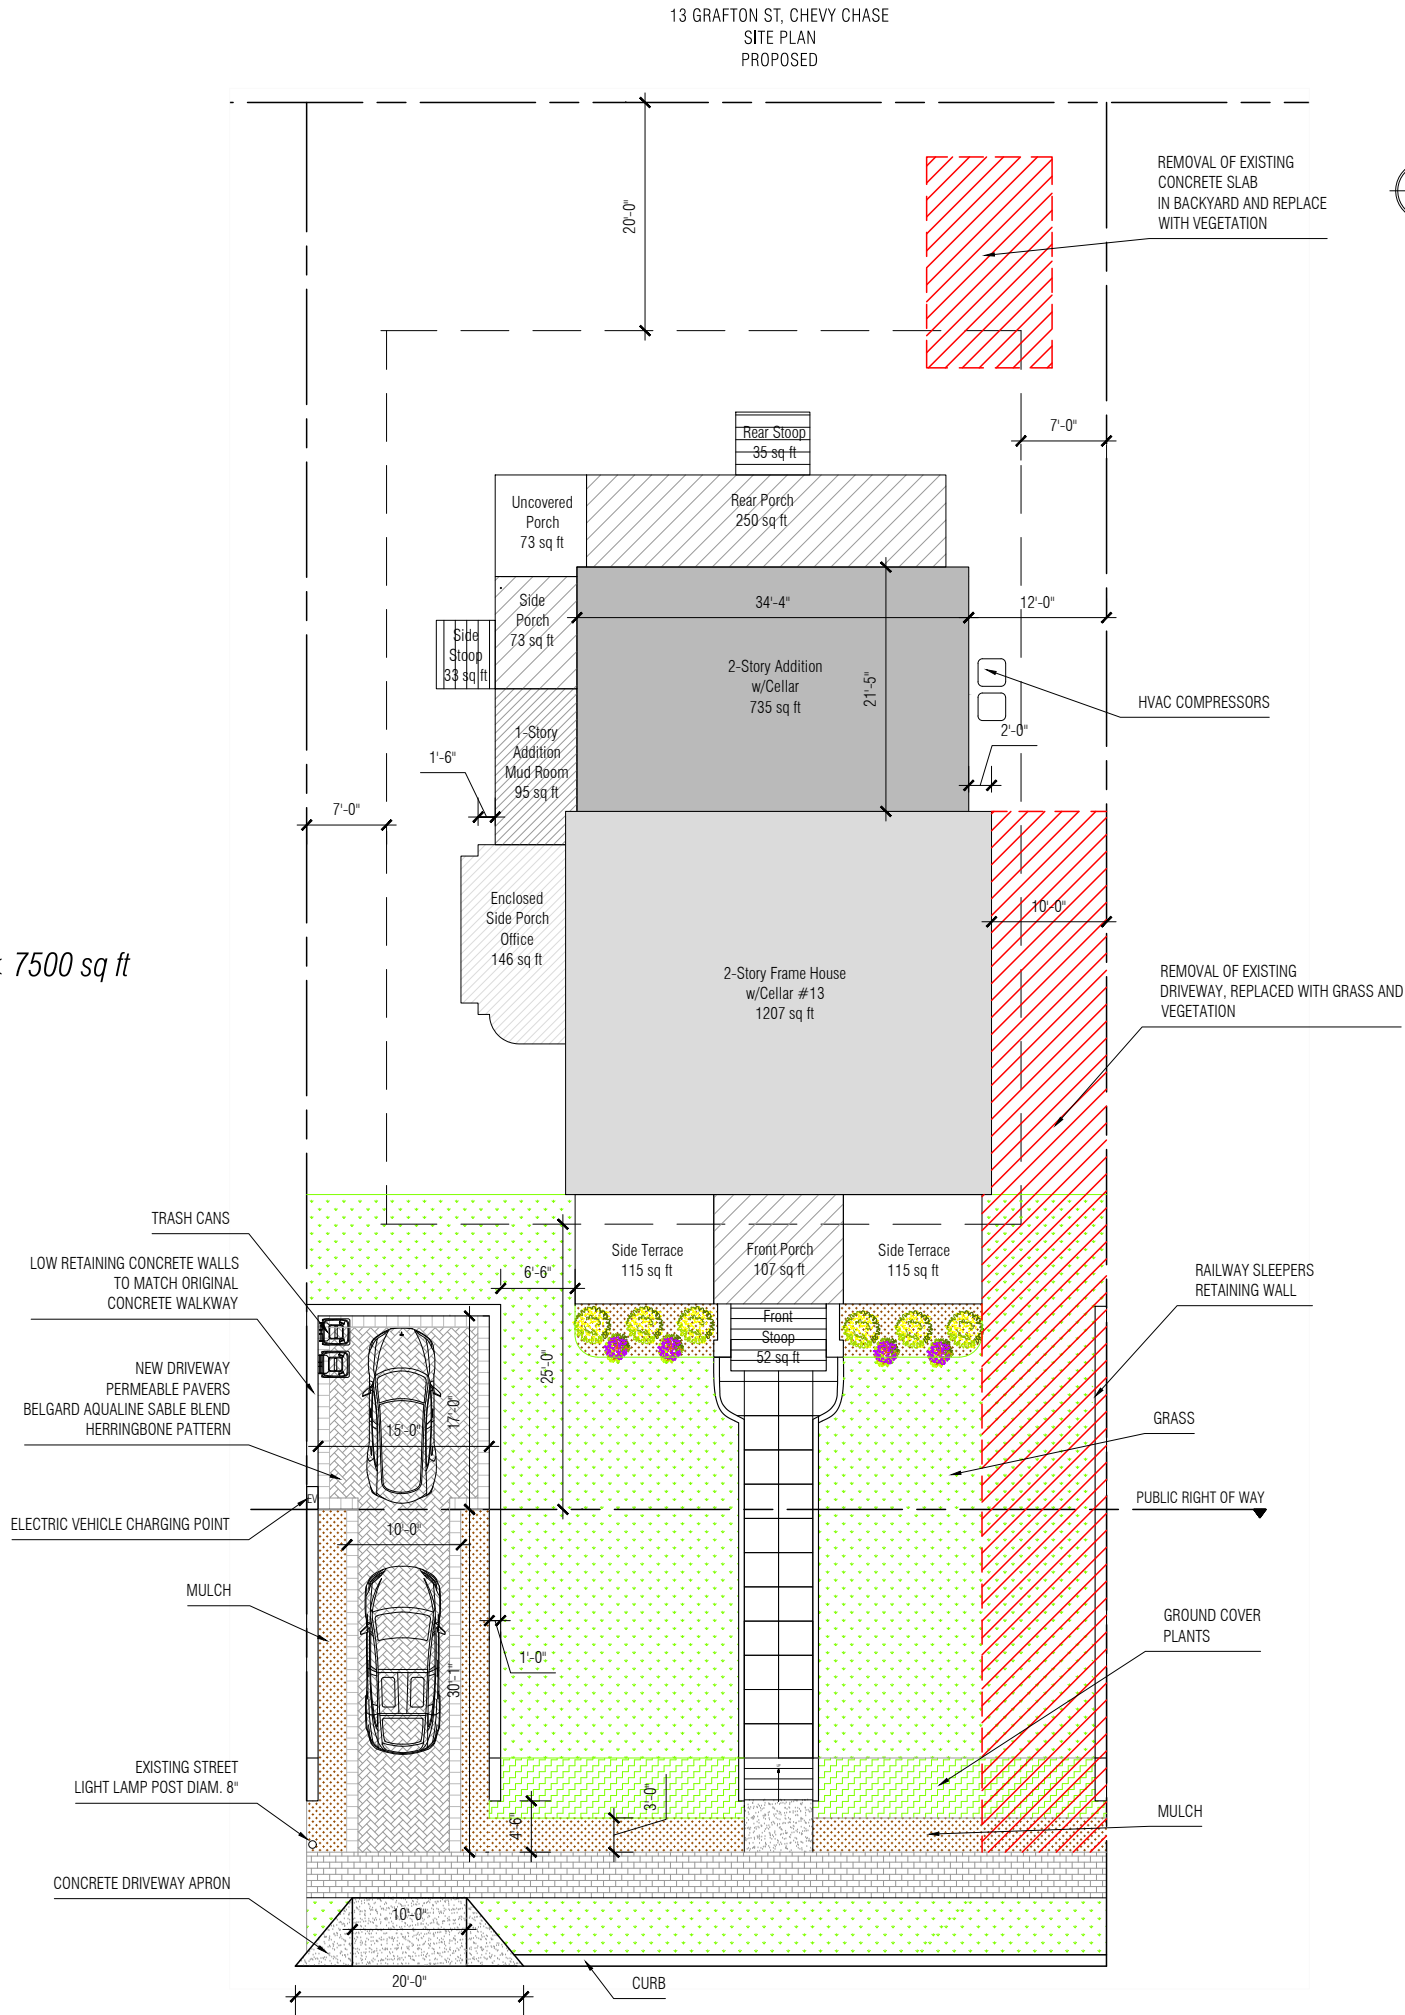 13 GRAFTON ST, CHEVY CHASE
SITE PLAN
PROPOSED
REMOVAL OF EXISTING
CONCRETE SLAB
IN BACKYARD AND REPLACE
WITH VEGETATION
20'-0"
7'-0"
Rear Stoop
35 sq ft
Uncovered
Porch
73 sq ft
Rear Porch
250 sq ft
Side
Porch
73 sq ft
34'-4"
12'-0"
Side
Stoop
33 sq ft
2-Story Addition
w/Cellar
735 sq ft
21'-5"
HVAC COMPRESSORS
1-Story
Addition
Mud Room
95 sq ft
1'-6"
2'-0"
7'-0"
Enclosed
Side Porch
Office
146 sq ft
10'-0"
7500 sq ft
2-Story Frame House
w/Cellar #13
1207 sq ft
REMOVAL OF EXISTING
DRIVEWAY, REPLACED WITH GRASS AND
VEGETATION
TRASH CANS
LOW RETAINING CONCRETE WALLS
TO MATCH ORIGINAL
CONCRETE WALKWAY
Side Terrace
115 sq ft
Front Porch
107 sq ft
Side Terrace
115 sq ft
6'-6"
RAILWAY SLEEPERS
RETAINING WALL
Front
Stoop
52 sq ft
25'-0"
NEW DRIVEWAY
PERMEABLE PAVERS
BELGARD AQUALINE SABLE BLEND
HERRINGBONE PATTERN
17'-0"
15'-0"
GRASS
EV
PUBLIC RIGHT OF WAY
ELECTRIC VEHICLE CHARGING POINT
10'-0"
MULCH
GROUND COVER
PLANTS
1'-0"
30'-1"
EXISTING STREET
LIGHT LAMP POST DIAM. 8"
3'-0"
4'-6"
MULCH
CONCRETE DRIVEWAY APRON
10'-0"
20'-0"
CURB